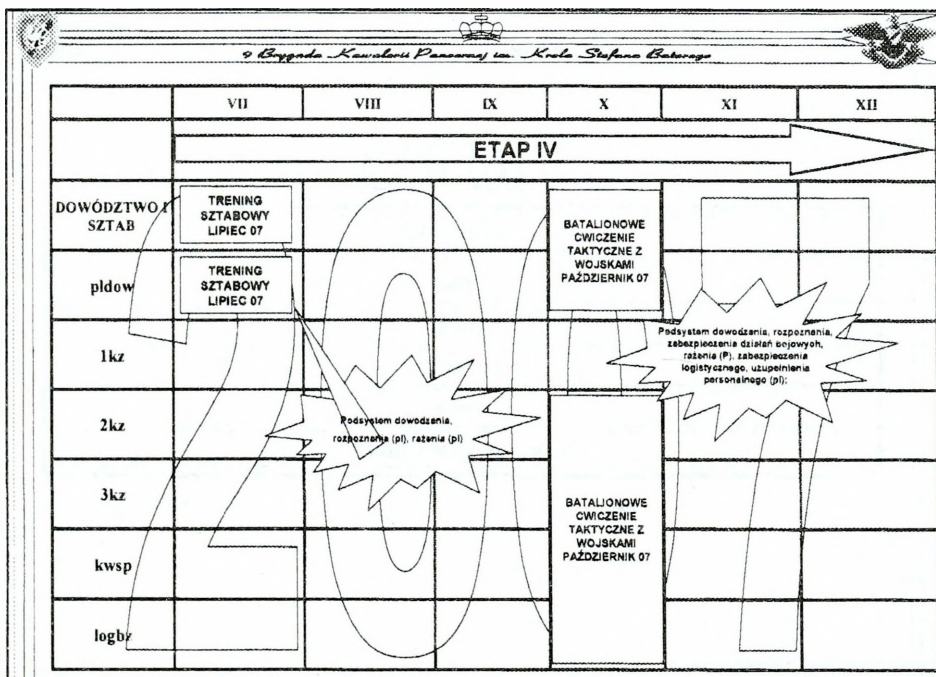 9 Brygada Kawalerii Pancernej im. Króla Stefana Batorego
VII VIII IX X XI XII
ETAP IV
DOWÓDZTWO I
SZTAB
TRENING
SZTABOWY
LIPIEC 07
BATALIONOWE
CWICZENIE
TAKTYCZNE Z
WOJSKAMI
PAŹDZIERNIK 07
pldow
TRENING
SZTABOWY
LIPIEC 07
Podsystem dowodzenia, rozpoznania,
zabezpieczenia działań bojowych,
rażenia (P), zabezpieczenia
logistycznego, uzupełnienia
personalnego (pl);
1kz
2kz
Podsystem dowodzenia,
rozpoznania (pl), rażenia (pl)
3kz
BATALIONOWE
CWICZENIE
TAKTYCZNE Z
WOJSKAMI
PAŹDZIERNIK 07
kwsp
logbz
2007